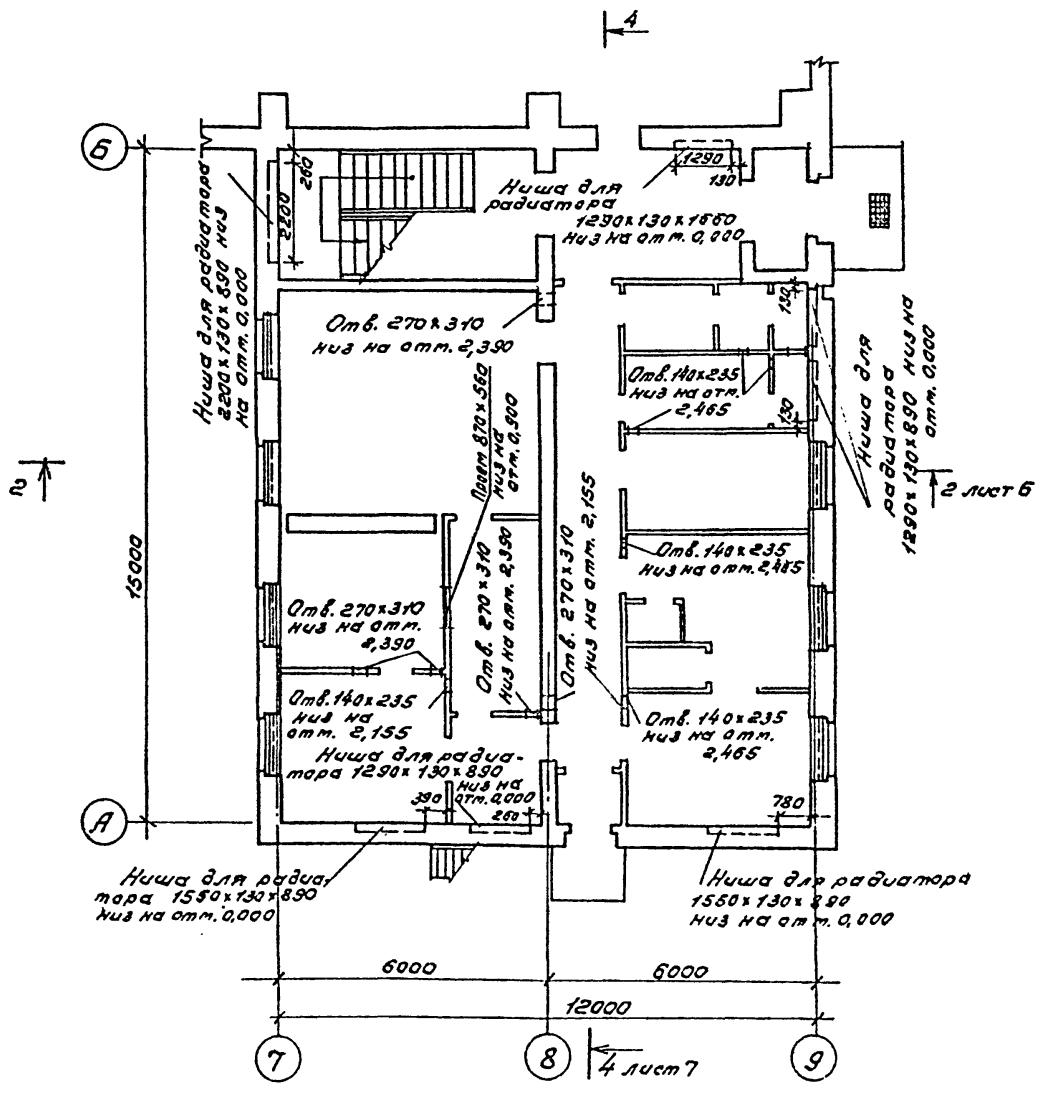 4
Б
260
2200
1290
130
Ниша для
радиатора
1290х130х1660
низ на отм. 0,000
Ниша для радиатора
2200х130х890 низ
на отм. 0,000
Отв. 270х310
низ на отм. 2,390
130
Отв. 140х235
низ на отм.
2,465
130
Ниша для
радиатора
1290х130х890 низ на
отм. 0,000
Проем 870х560
низ на
отм. 0,900
2
2 лист 6
15000
Отв. 270х310
низ на отм. 2,390
Отв. 270х310
низ на отм. 2,155
Отв. 140х235
низ на отм. 2,465
Отв. 270х310
низ на отм.
2,390
Отв. 140х235
низ на
отм. 2,155
Отв. 140х235
низ на отм.
2,465
Ниша для радиа-
тора 1290х130х890
низ на
отм. 0,000
390
260
780
А
Ниша для радиа-
тора 1550х130х890
низ на отм. 0,000
Ниша для радиатора
1550х130х890
низ на отм. 0,000
6000
6000
12000
7
8
9
4 лист 7